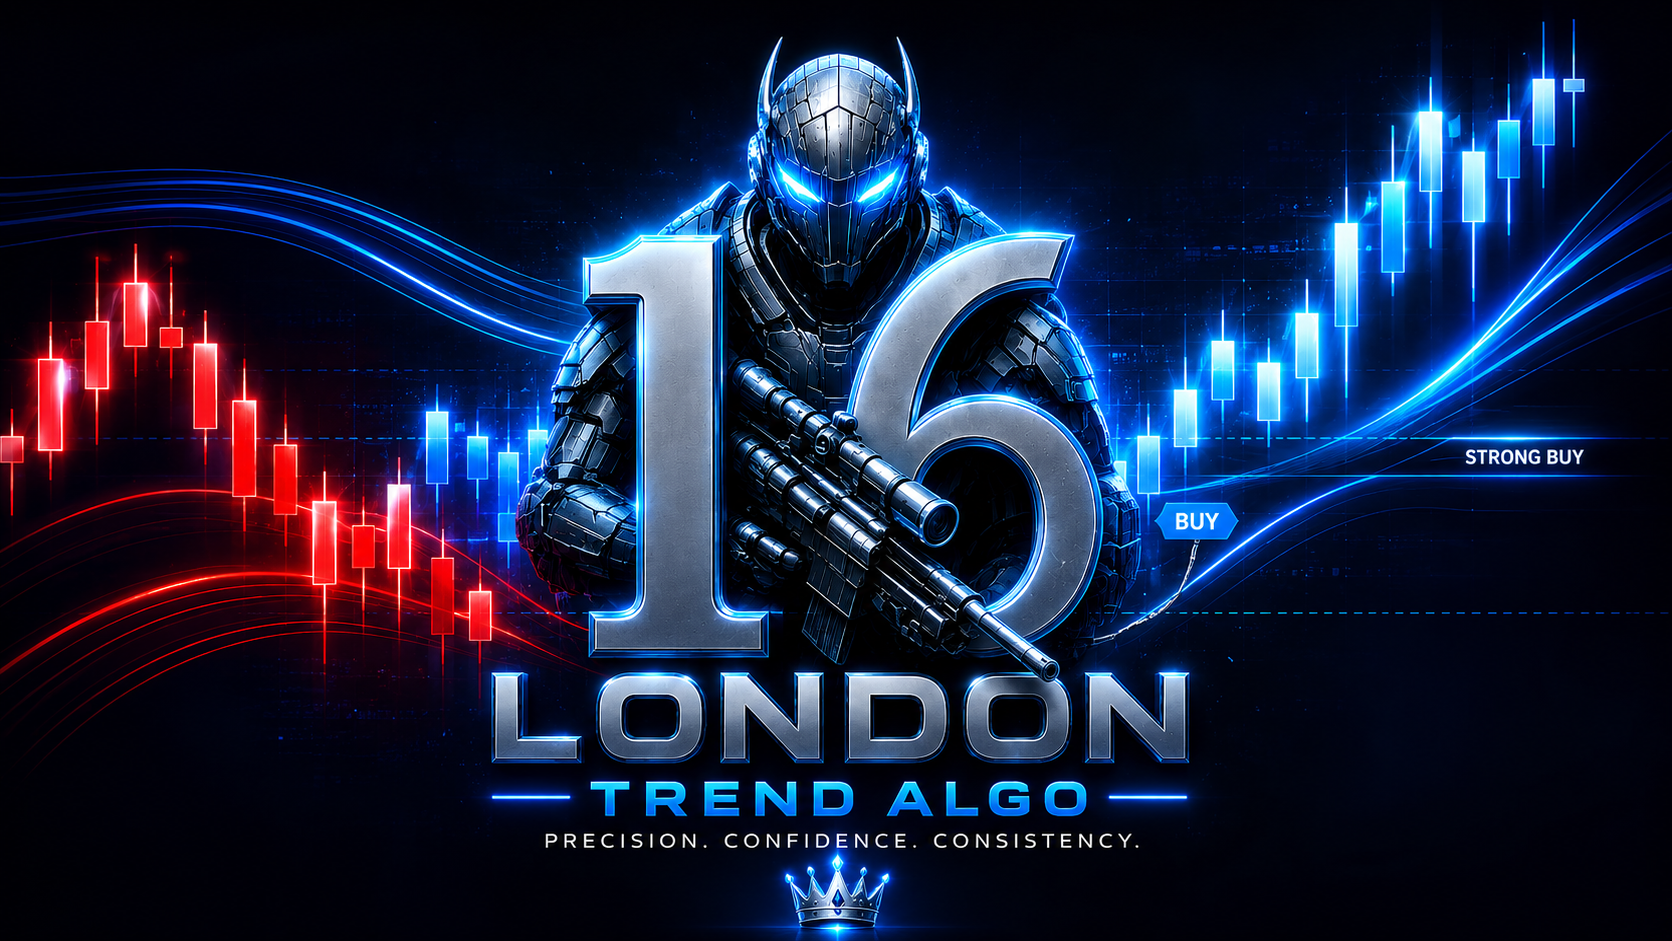 16
STRONG BUY
BUY
LONDON
TREND ALGO
PRECISION. CONFIDENCE. CONSISTENCY.